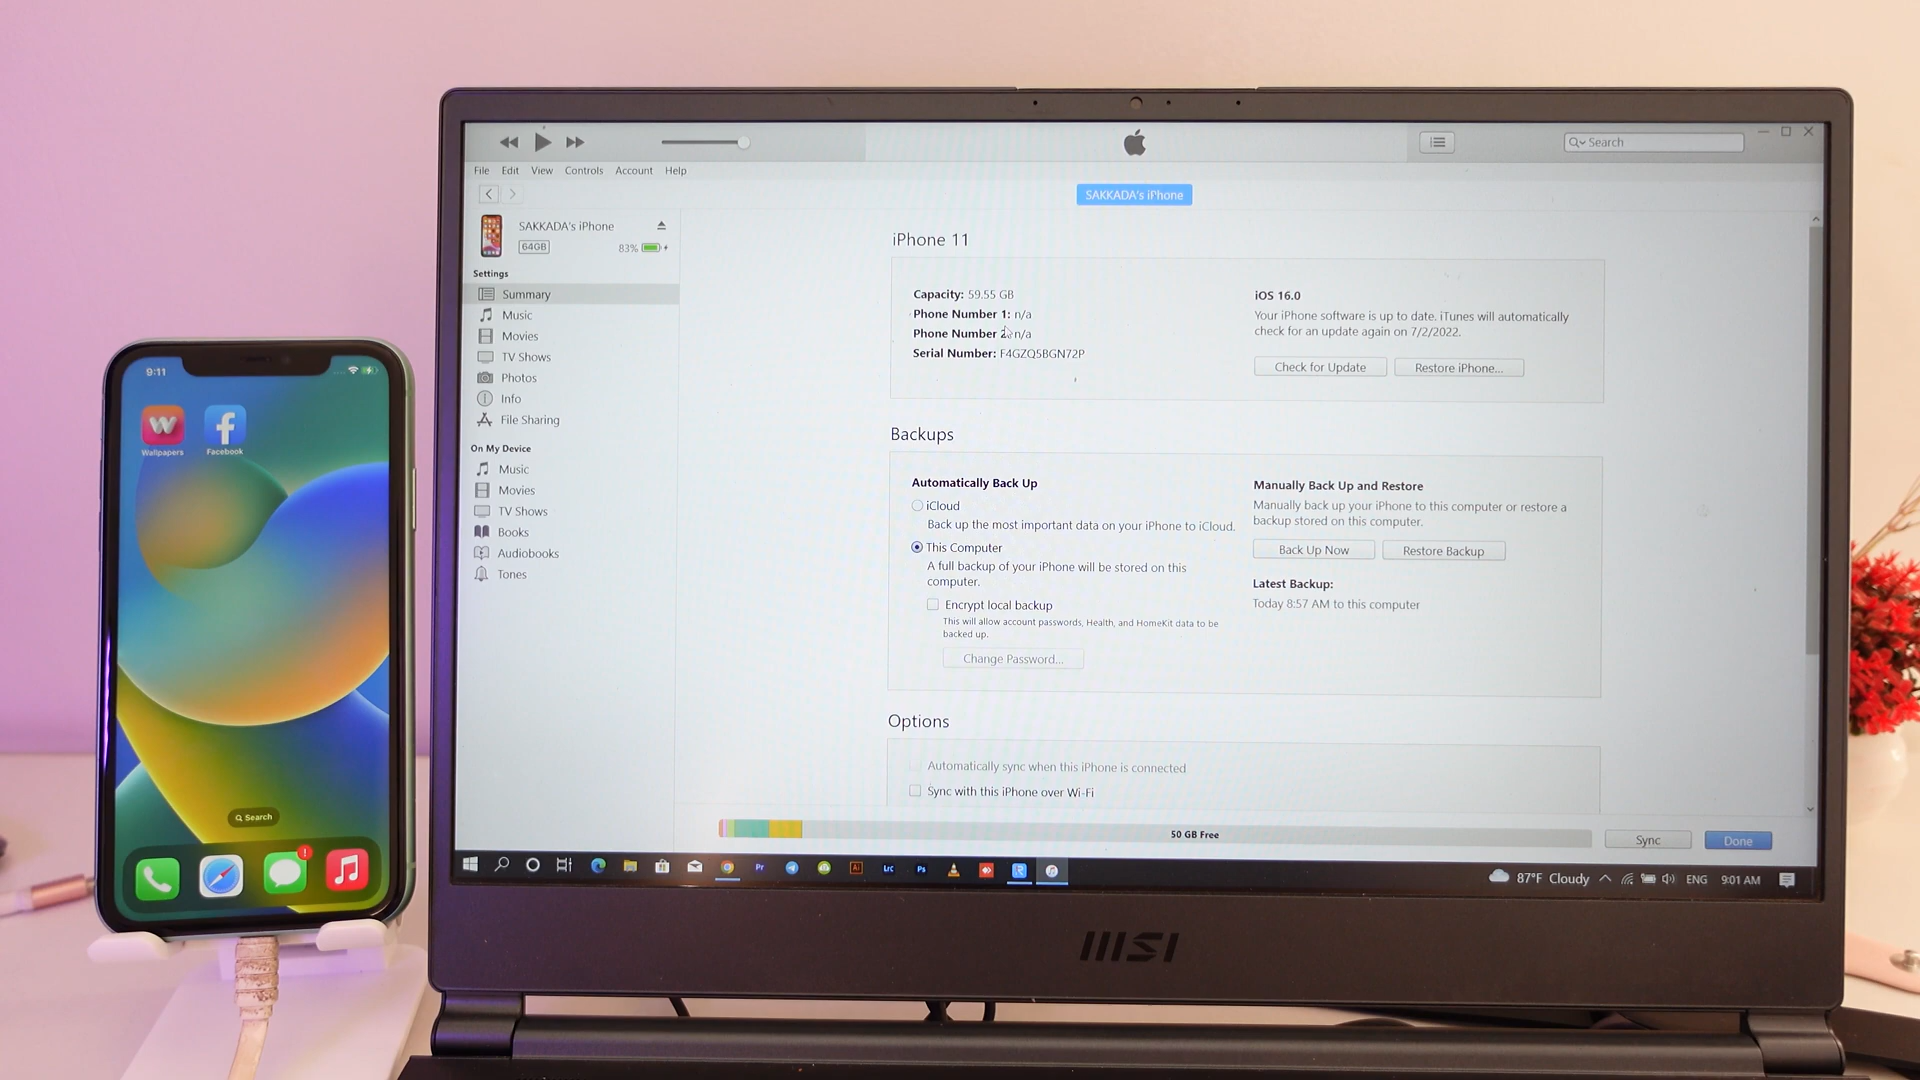 9:11
W
Wallpapers
f
Facebook
Search
Search
File Edit View Controls Account Help
SAKKADA's iPhone
SAKKADA's iPhone
64GB
83%
Settings
Summary
Music
Movies
TV Shows
Photos
Info
File Sharing
On My Device
Music
Movies
TV Shows
Books
Audiobooks
Tones
iPhone 11
Capacity: 59.55 GB
Phone Number 1: n/a
Phone Number 2: n/a
Serial Number: F4GZQ5BGN72P
iOS 16.0
Your iPhone software is up to date. iTunes will automatically
check for an update again on 7/2/2022.
Check for Update
Restore iPhone...
Backups
Automatically Back Up
iCloud
Back up the most important data on your iPhone to iCloud.
This Computer
A full backup of your iPhone will be stored on this
computer.
Encrypt local backup
This will allow account passwords, Health, and HomeKit data to be
backed up.
Change Password...
Manually Back Up and Restore
Manually back up your iPhone to this computer or restore a
backup stored on this computer.
Back Up Now
Restore Backup
Latest Backup:
Today 8:57 AM to this computer
Options
Automatically sync when this iPhone is connected
Sync with this iPhone over Wi-Fi
50 GB Free
Sync
Done
Pr
Ai
Lrc
Ps
87°F Cloudy
ENG
9:01 AM
msi